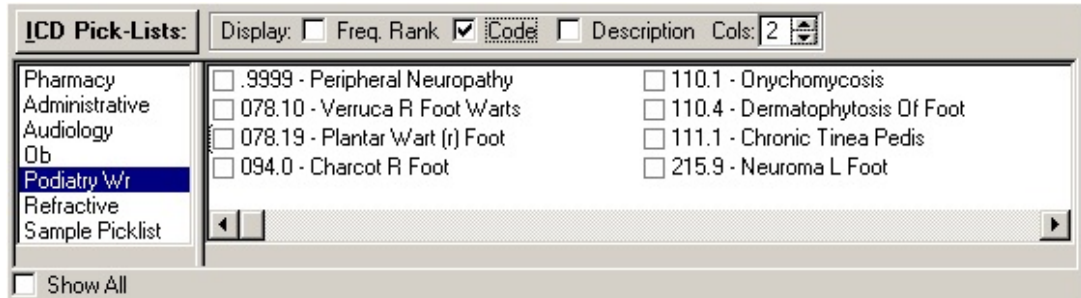 ICD Pick-Lists: Display: Freq. Rank Code Description Cols: 2
Pharmacy
Administrative
Audiology
Ob
Podiatry Wr
Refractive
Sample Picklist
.9999 - Peripheral Neuropathy
078.10 - Verruca R Foot Warts
078.19 - Plantar Wart (r) Foot
094.0 - Charcot R Foot
110.1 - Onychomycosis
110.4 - Dermatophytosis Of Foot
111.1 - Chronic Tinea Pedis
215.9 - Neuroma L Foot
Show All